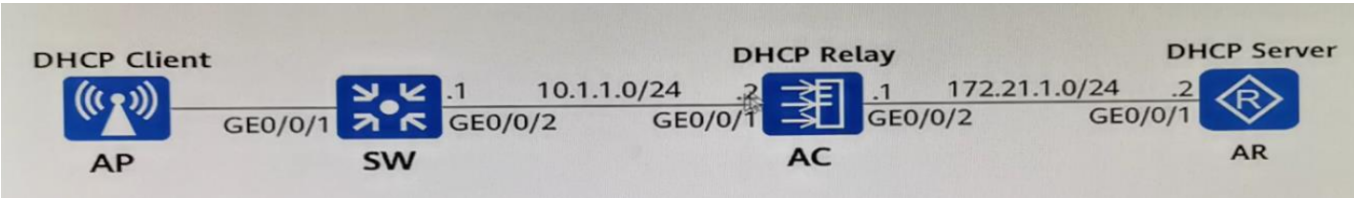 DHCP Client
DHCP Relay
DHCP Server
.1 10.1.1.0/24 .2
.1 172.21.1.0/24 .2
GE0/0/1
GE0/0/2
GE0/0/1
GE0/0/2
GE0/0/1
R
AP
SW
AC
AR